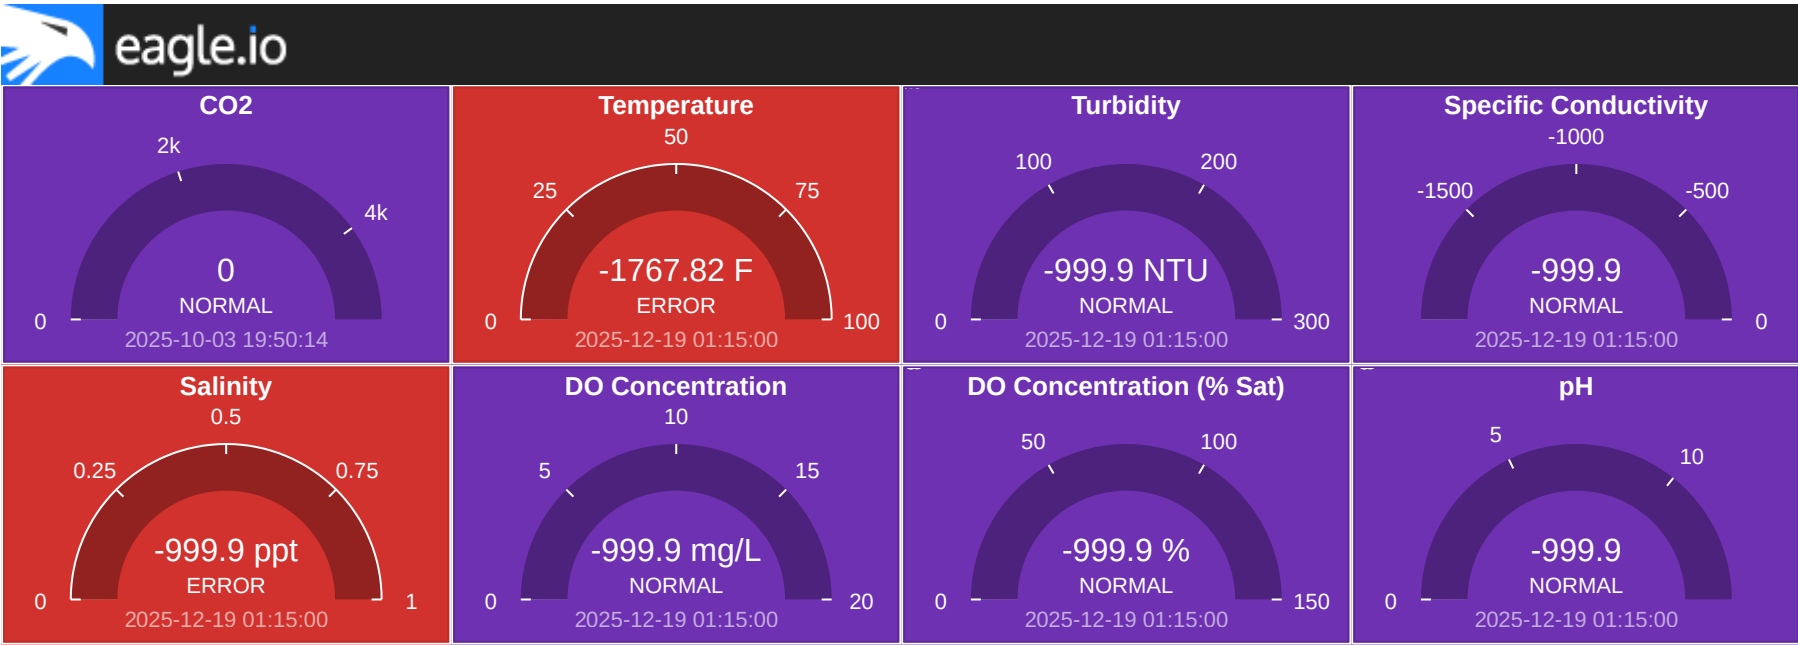 eagle.io
CO2
2k
4k
0
NORMAL
0
2025-10-03 19:50:14
Temperature
50
25
75
-1767.82 F
ERROR
0
100
2025-12-19 01:15:00
Turbidity
100
200
-999.9 NTU
NORMAL
0
300
2025-12-19 01:15:00
Specific Conductivity
-1000
-1500
-500
-999.9
NORMAL
0
2025-12-19 01:15:00
Salinity
0.5
0.25
0.75
-999.9 ppt
ERROR
0
1
2025-12-19 01:15:00
DO Concentration
10
5
15
-999.9 mg/L
NORMAL
0
20
2025-12-19 01:15:00
DO Concentration (% Sat)
50
100
-999.9 %
NORMAL
0
150
2025-12-19 01:15:00
pH
5
10
-999.9
NORMAL
0
2025-12-19 01:15:00